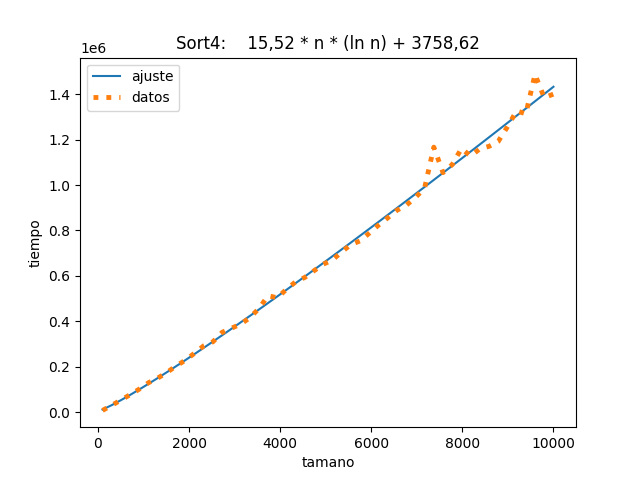 Sort4:    15,52 * n * (ln n) + 3758,62
1e6
ajuste
datos
1.4
1.2
1.0
0.8
0.6
0.4
0.2
0.0
tiempo
0 2000 4000 6000 8000 10000
tamano